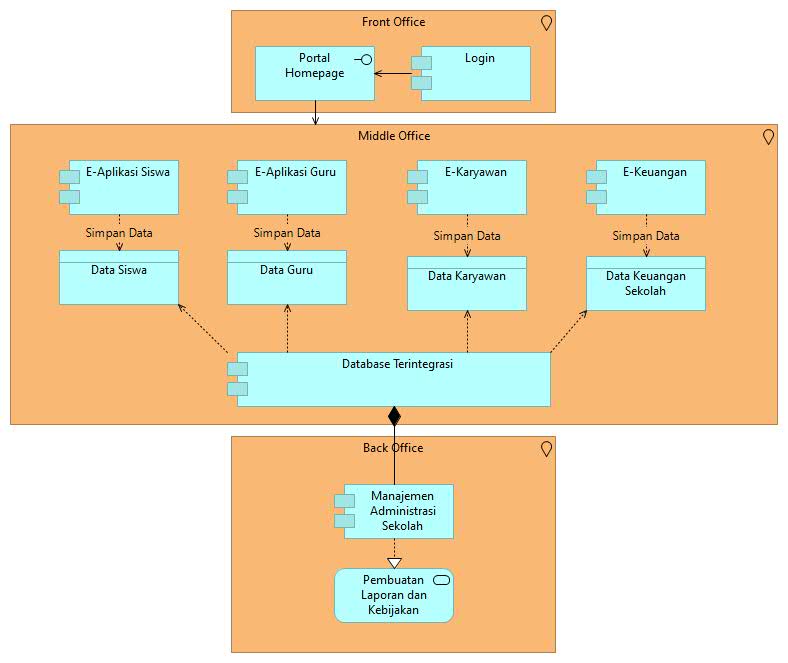 Front Office
Portal
Homepage
Login
Middle Office
E-Aplikasi Siswa
E-Aplikasi Guru
E-Karyawan
E-Keuangan
Simpan Data
Simpan Data
Simpan Data
Simpan Data
Data Siswa
Data Guru
Data Karyawan
Data Keuangan
Sekolah
Database Terintegrasi
Back Office
Manajemen
Administrasi
Sekolah
Pembuatan
Laporan dan
Kebijakan